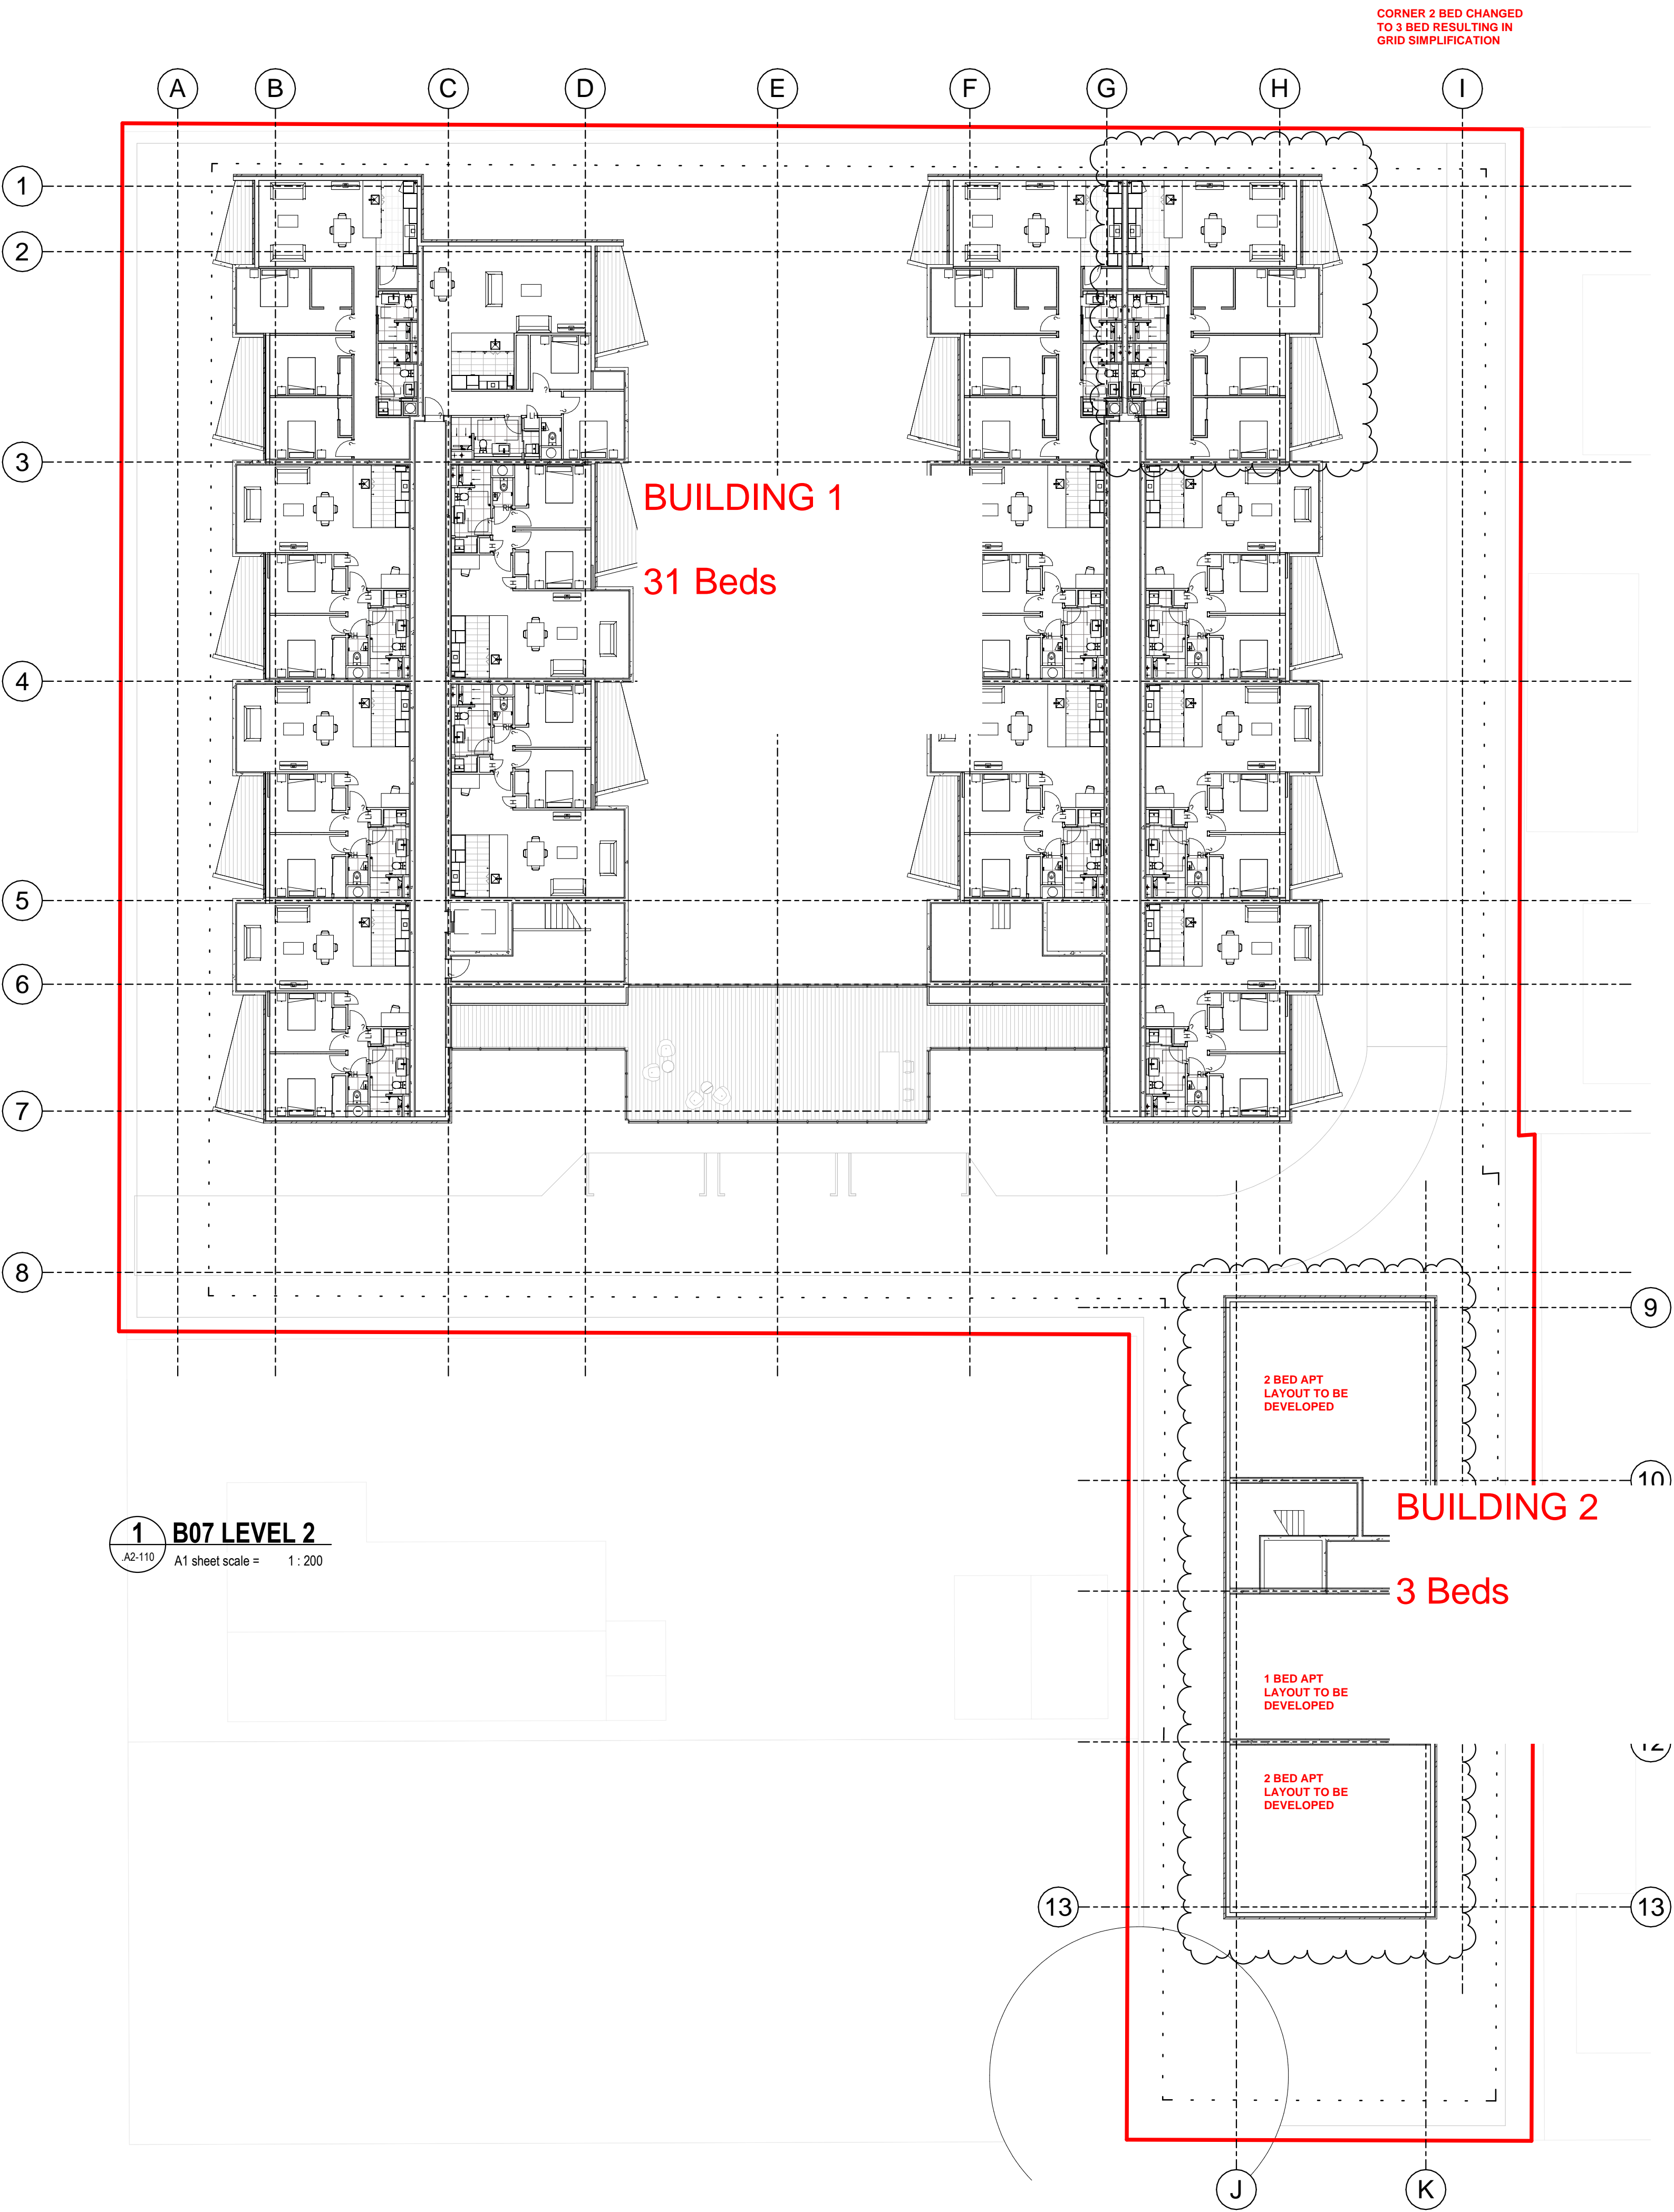 CORNER 2 BED CHANGED
TO 3 BED RESULTING IN
GRID SIMPLIFICATION
A
B
C
D
E
F
G
H
I
1
2
3
BUILDING 1
31 Beds
4
5
6
7
8
9
2 BED APT
LAYOUT TO BE
DEVELOPED
10
BUILDING 2
1
B07 LEVEL 2
.A2-110
A1 sheet scale =
1 : 200
3 Beds
1 BED APT
LAYOUT TO BE
DEVELOPED
12
2 BED APT
LAYOUT TO BE
DEVELOPED
13
13
J
K